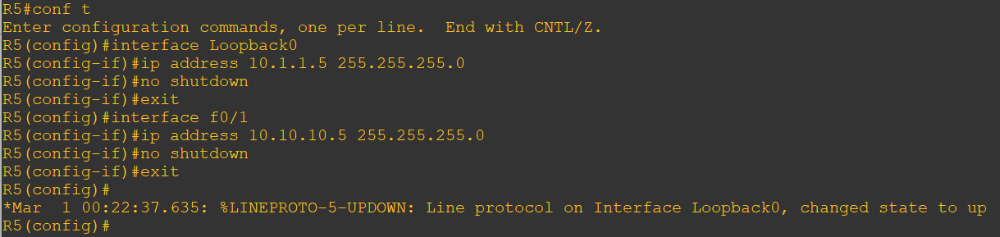 R5#conf t
Enter configuration commands, one per line.  End with CNTL/Z.
R5(config)#interface Loopback0
R5(config-if)#ip address 10.1.1.5 255.255.255.0
R5(config-if)#no shutdown
R5(config-if)#exit
R5(config)#interface f0/1
R5(config-if)#ip address 10.10.10.5 255.255.255.0
R5(config-if)#no shutdown
R5(config-if)#exit
R5(config)#
*Mar  1 00:22:37.635: %LINEPROTO-5-UPDOWN: Line protocol on Interface Loopback0, changed state to up
R5(config)#